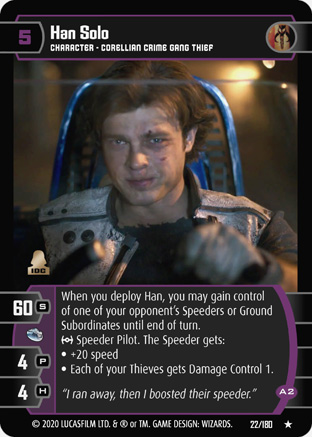 5
Han Solo
CHARACTER - CORELLIAN CRIME GANG THIEF
IDC
60 S
4 P
4 H
When you deploy Han, you may gain control
of one of your opponent's Speeders or Ground
Subordinates until end of turn.
Speeder Pilot. The Speeder gets:
• +20 speed
• Each of your Thieves gets Damage Control 1.
"I ran away, then I boosted their speeder."
A2
© 2020 LUCASFILM LTD. & ® or TM. GAME DESIGN: WIZARDS. 22/180 ★